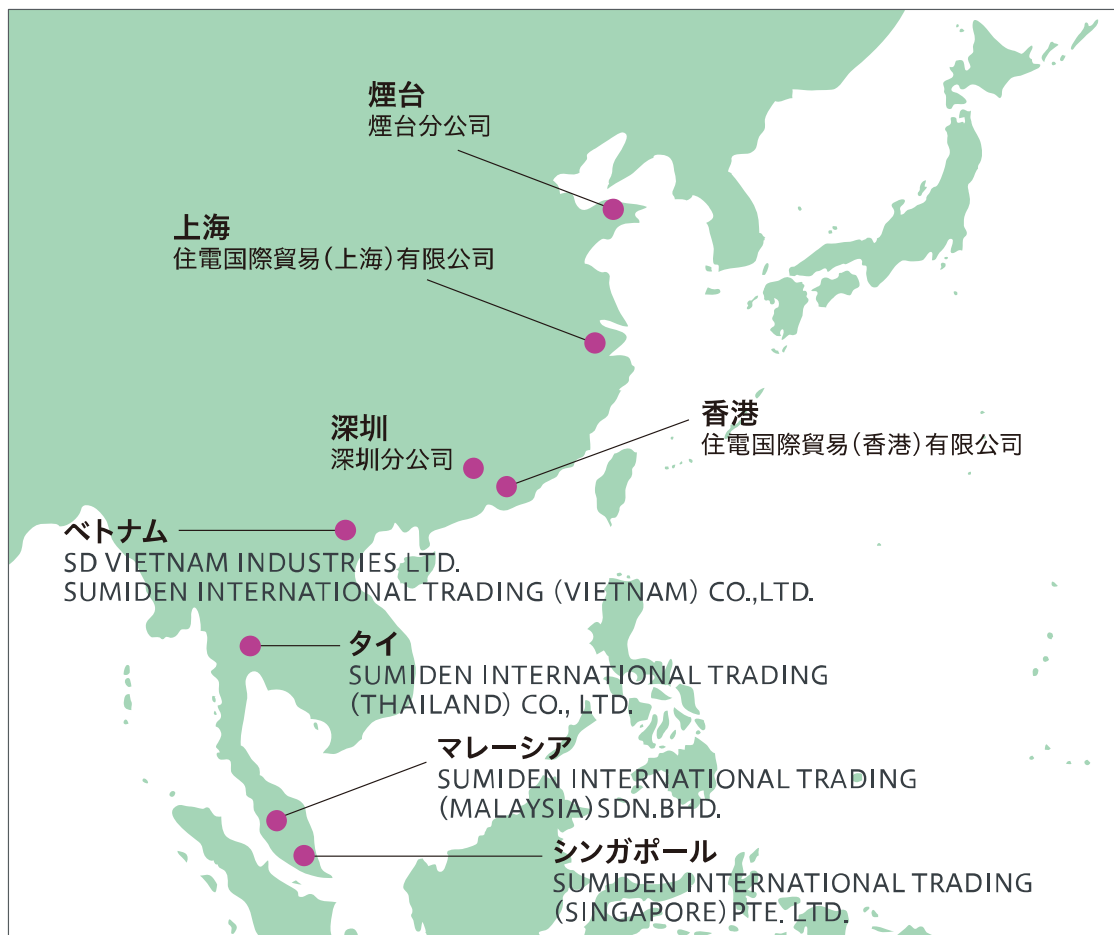 煙台
煙台分公司
上海
住電国際貿易(上海)有限公司
深圳
深圳分公司
香港
住電国際貿易(香港)有限公司
ベトナム
SD VIETNAM INDUSTRIES LTD.
SUMIDEN INTERNATIONAL TRADING (VIETNAM) CO.,LTD.
タイ
SUMIDEN INTERNATIONAL TRADING
(THAILAND) CO., LTD.
マレーシア
SUMIDEN INTERNATIONAL TRADING
(MALAYSIA) SDN.BHD.
シンガポール
SUMIDEN INTERNATIONAL TRADING
(SINGAPORE) PTE. LTD.